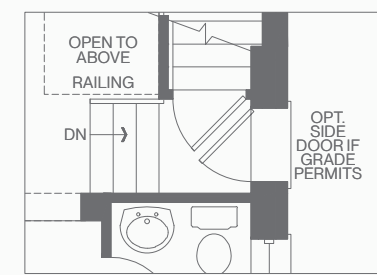 OPEN TO
ABOVE
RAILING
DN
OPT.
SIDE
DOOR IF
GRADE
PERMITS